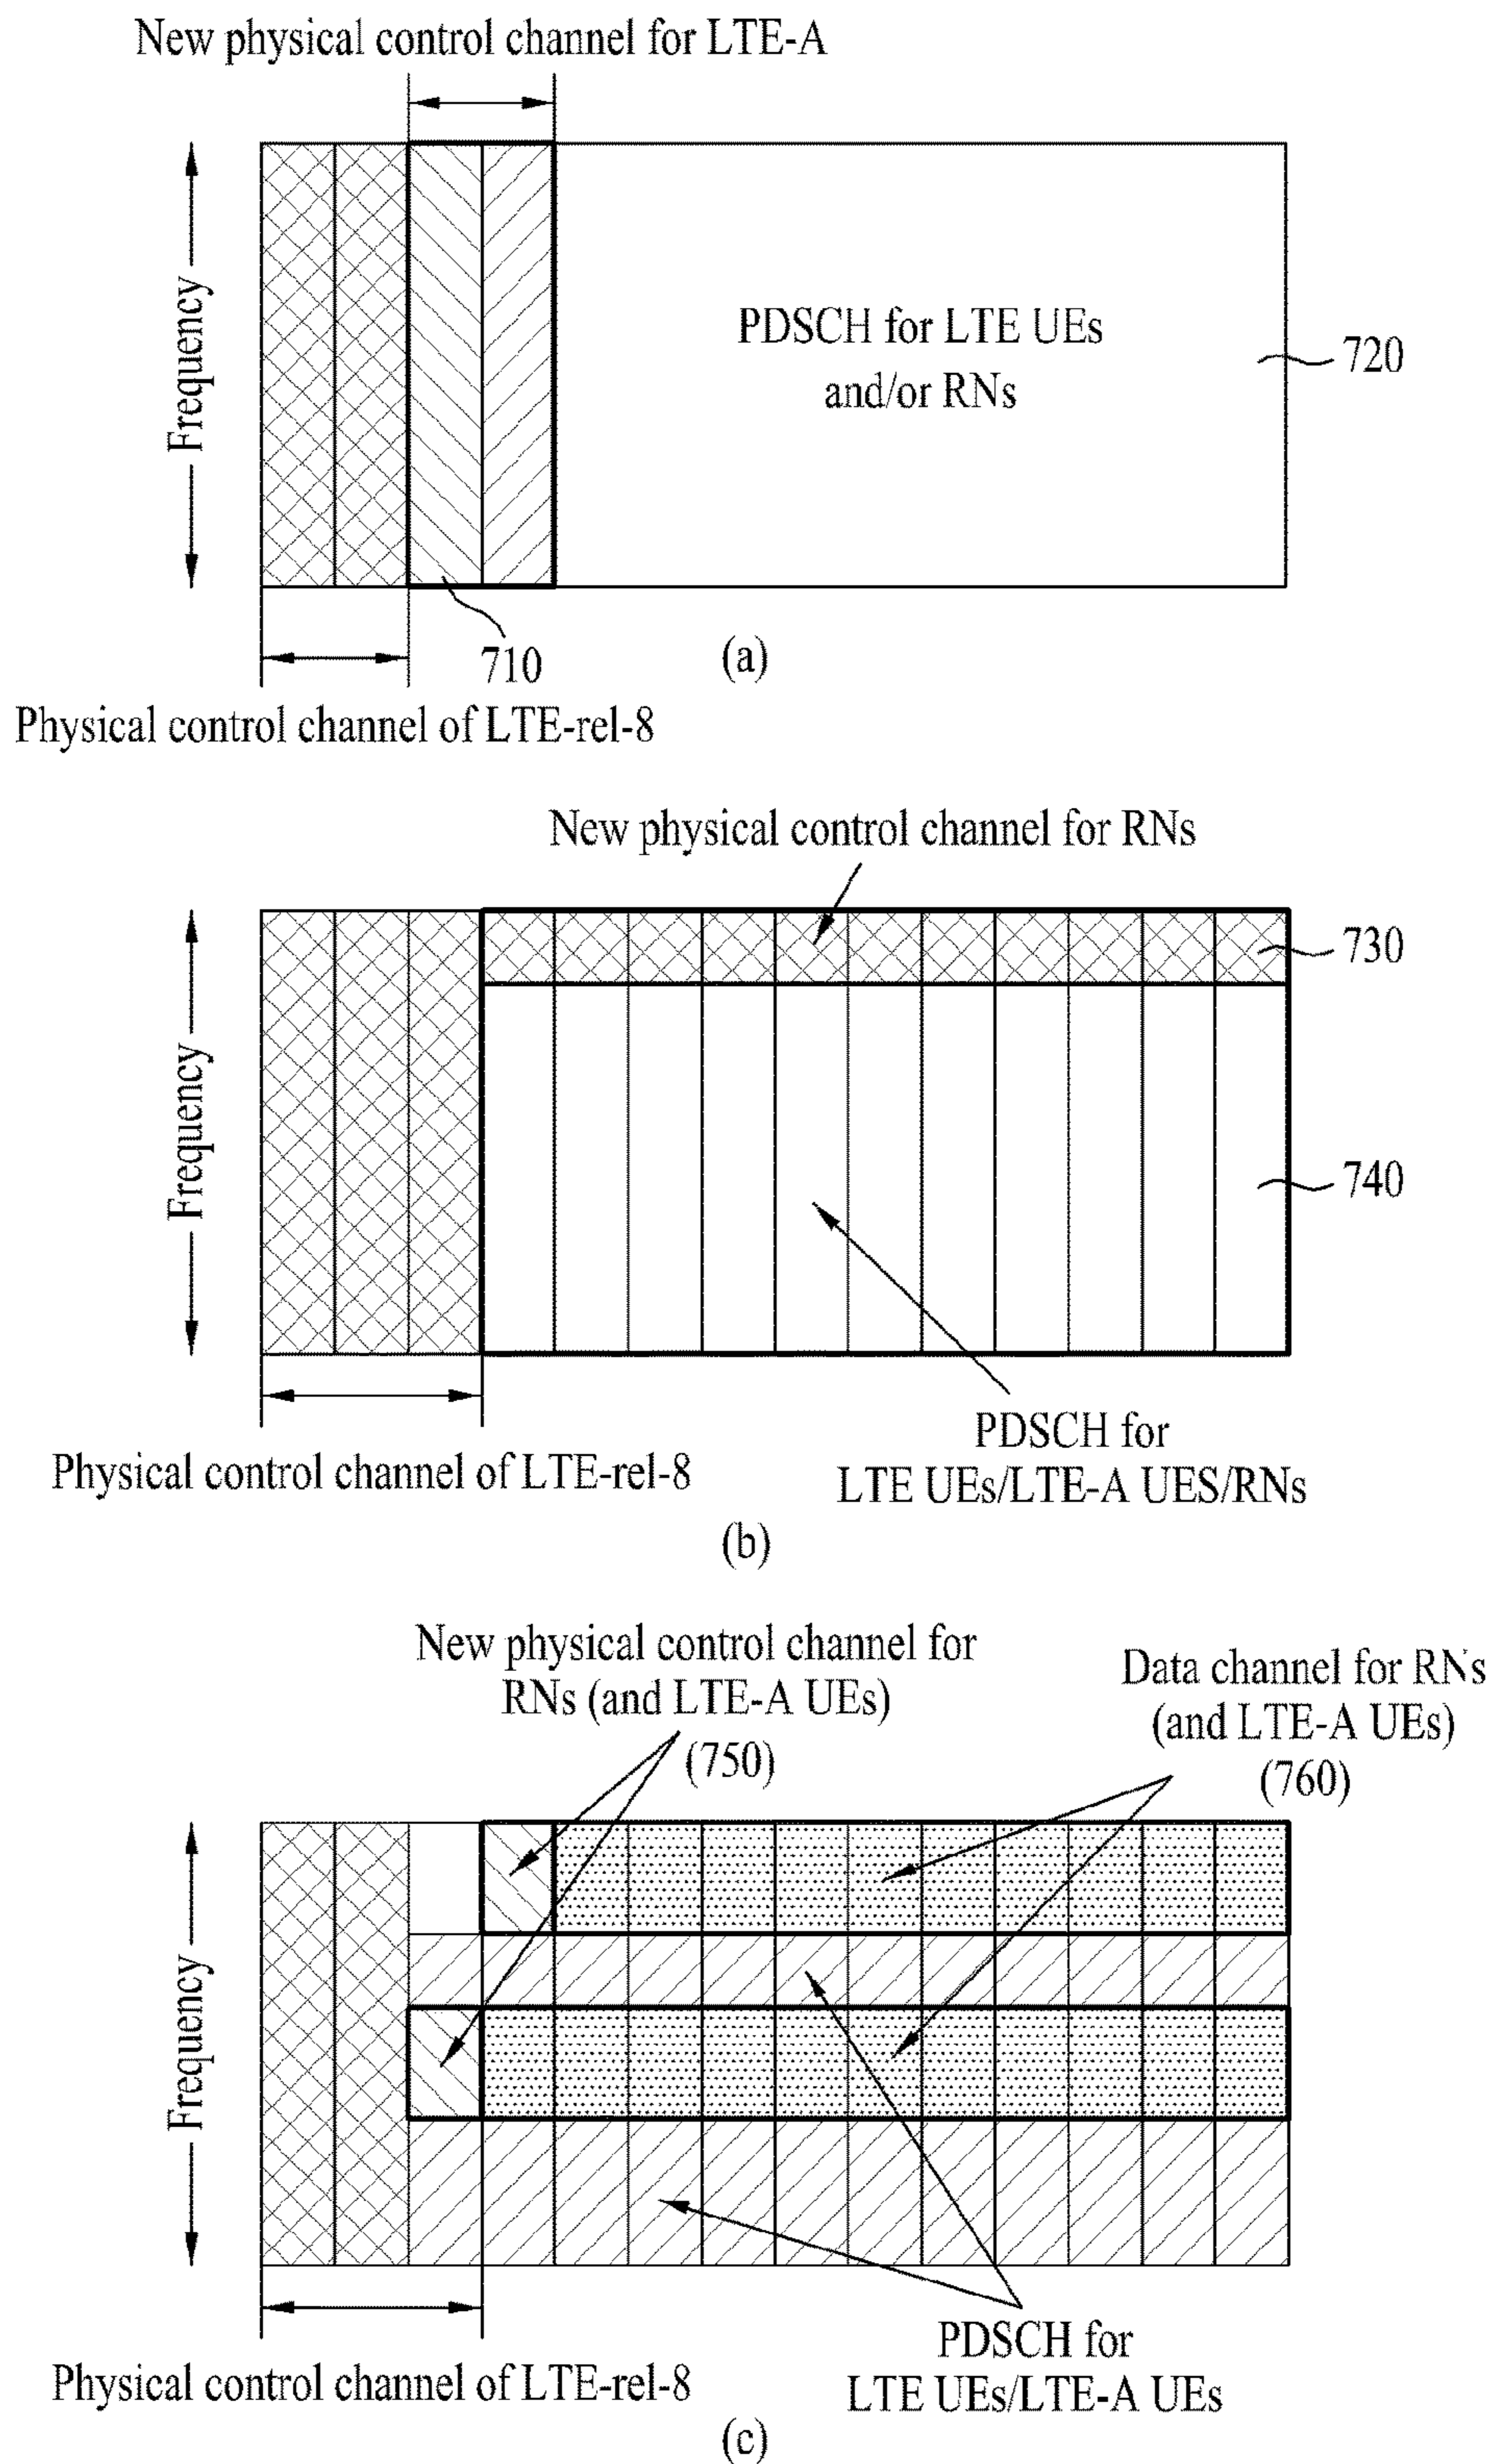 New physical control channel for LTE-A
Frequency
PDSCH for LTE UEs
and/or RNs
720
710
(a)
Physical control channel of LTE-rel-8
New physical control channel for RNs
730
Frequency
740
PDSCH for
LTE UEs/LTE-A UES/RNs
Physical control channel of LTE-rel-8
(b)
New physical control channel for
RNs (and LTE-A UEs)
(750)
Data channel for RNs
(and LTE-A UEs)
(760)
Frequency
PDSCH for
LTE UEs/LTE-A UEs
Physical control channel of LTE-rel-8
(c)